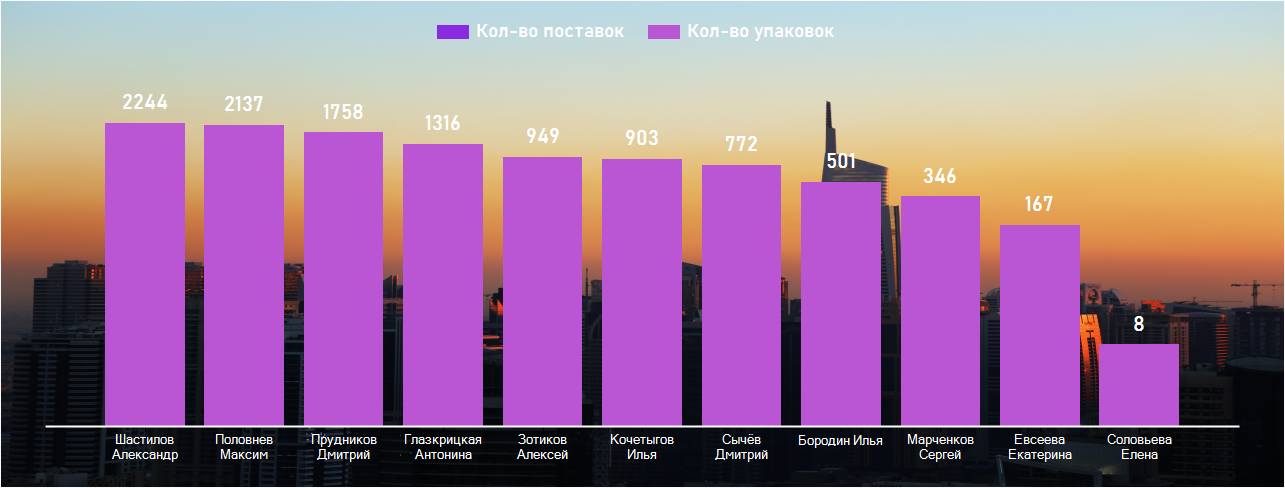 Кол-во поставок Кол-во упаковок
2244 2137 1758 1316 949 903 772 501 346 167 8
Шастилов Половнев Прудников Глазкрицкая Зотиков Кочетыгов Сычёв Бородин Илья Марченков Евсеева Соловьева
Александр Максим Дмитрий Антонина Алексей Илья Дмитрий Сергей Екатерина Елена